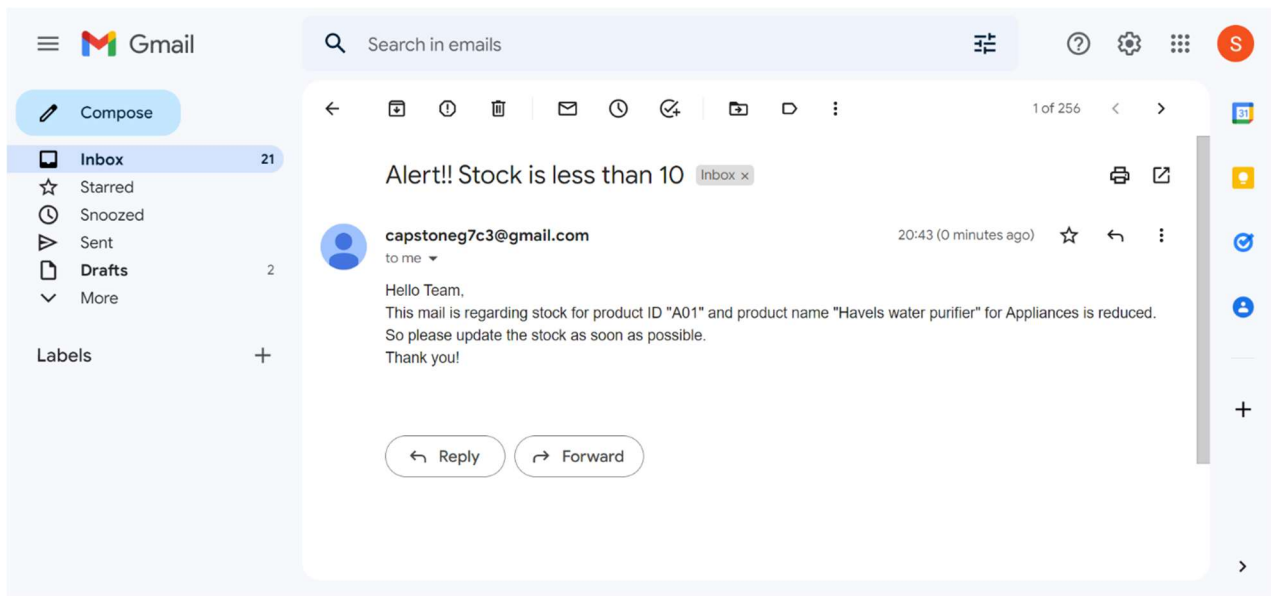 Gmail
Search in emails
S
Compose
1 of 256
31
Inbox 21
Starred
Snoozed
Sent
Drafts 2
More
Labels
Alert!! Stock is less than 10 Inbox x
capstoneg7c3@gmail.com 20:43 (0 minutes ago)
to me
Hello Team,
This mail is regarding stock for product ID "A01" and product name "Havels water purifier" for Appliances is reduced.
So please update the stock as soon as possible.
Thank you!
Reply Forward